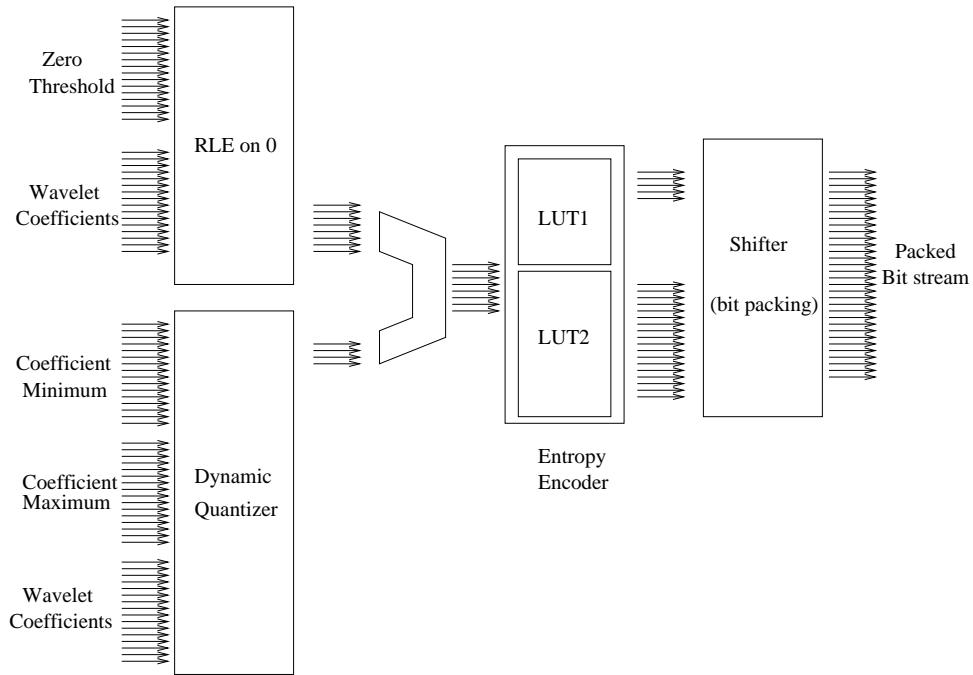 Zero
Threshold
Wavelet
Coefficients
RLE on 0
Coefficient
Minimum
Coefficient
Maximum
Wavelet
Coefficients
Dynamic
Quantizer
LUT1
LUT2
Entropy
Encoder
Shifter
(bit packing)
Packed
Bit stream